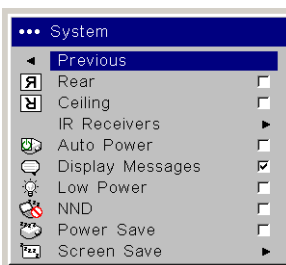 ••• System
Previous
Rear
Ceiling
IR Receivers
Auto Power
Display Messages
Low Power
NND
Power Save
Screen Save